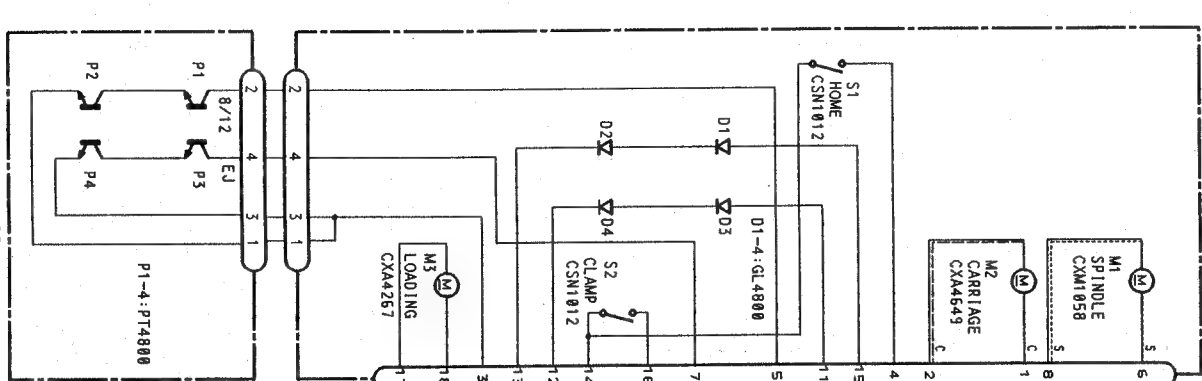 P2
P1
8/12
P4
P3
EJ
2
4
3
1
P1-4:PT4800
2
4
3
1
D2
D1
D4
D3
D1-4:GL4800
S1
HOME
CSN1012
S2
CLAMP
CSN1012
M3
LOADING
CXA4267
M
M2
CARRIAGE
CXA4649
M
M1
SPINDLE
CXM1058
M
C
C
S
S
18
3
13
12
14
16
7
5
11
15
4
2
1
8
6